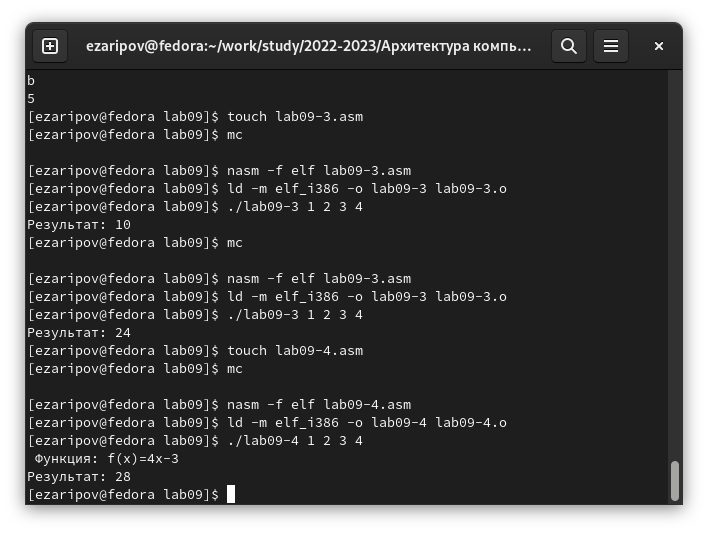 ezaripov@fedora:~/work/study/2022-2023/Архитектура компь…
b
5
[ezaripov@fedora lab09]$ touch lab09-3.asm
[ezaripov@fedora lab09]$ mc
[ezaripov@fedora lab09]$ nasm -f elf lab09-3.asm
[ezaripov@fedora lab09]$ ld -m elf_i386 -o lab09-3 lab09-3.o
[ezaripov@fedora lab09]$ ./lab09-3 1 2 3 4
Результат: 10
[ezaripov@fedora lab09]$ mc
[ezaripov@fedora lab09]$ nasm -f elf lab09-3.asm
[ezaripov@fedora lab09]$ ld -m elf_i386 -o lab09-3 lab09-3.o
[ezaripov@fedora lab09]$ ./lab09-3 1 2 3 4
Результат: 24
[ezaripov@fedora lab09]$ touch lab09-4.asm
[ezaripov@fedora lab09]$ mc
[ezaripov@fedora lab09]$ nasm -f elf lab09-4.asm
[ezaripov@fedora lab09]$ ld -m elf_i386 -o lab09-4 lab09-4.o
[ezaripov@fedora lab09]$ ./lab09-4 1 2 3 4
Функция: f(x)=4x-3
Результат: 28
[ezaripov@fedora lab09]$